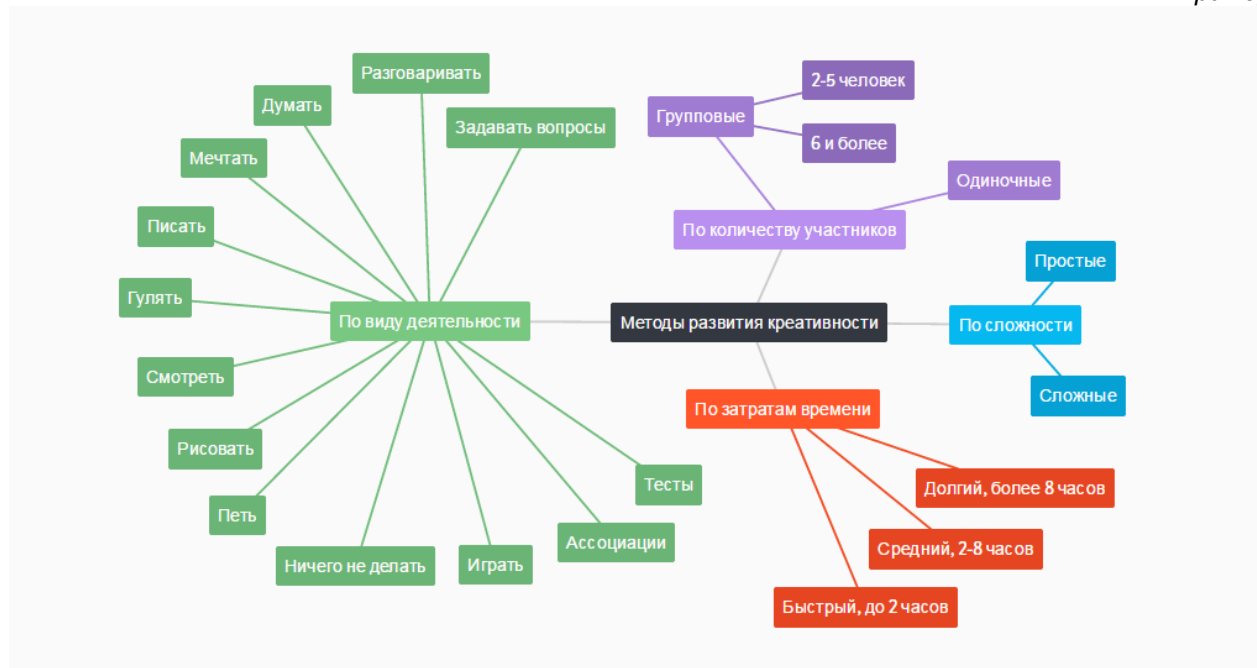 Разговаривать
2-5 человек
Думать
Групповые
Задавать вопросы
6 и более
Мечтать
Одиночные
Писать
По количеству участников
Простые
Гулять
По виду деятельности
Методы развития креативности
По сложности
Смотреть
Сложные
По затратам времени
Рисовать
Тесты
Долгий, более 8 часов
Петь
Ассоциации
Средний, 2-8 часов
Ничего не делать
Играть
Быстрый, до 2 часов